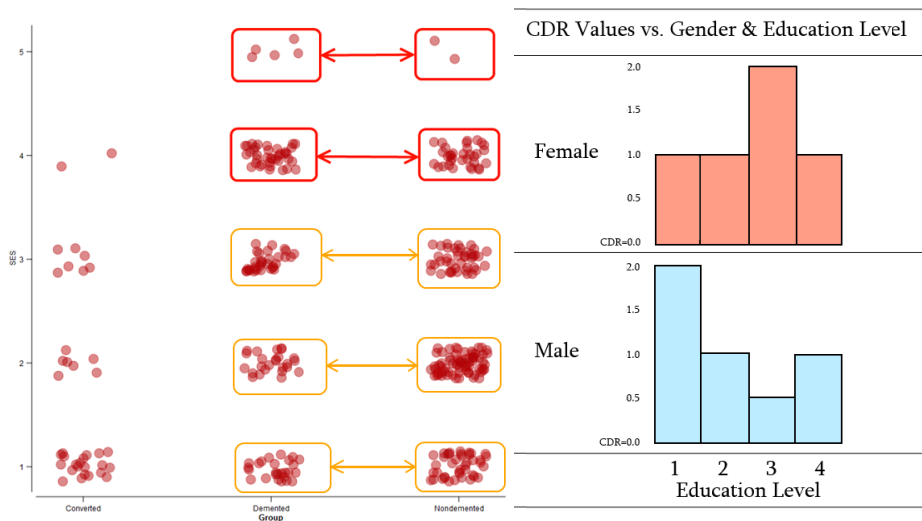 5
4
3
2
1
SES
Converted
Demented
Nondemented
Group
CDR Values vs. Gender & Education Level
2.0
1.5
Female
1.0
0.5
CDR=0.0
2.0
1.5
Male
1.0
0.5
CDR=0.0
1 2 3 4
Education Level